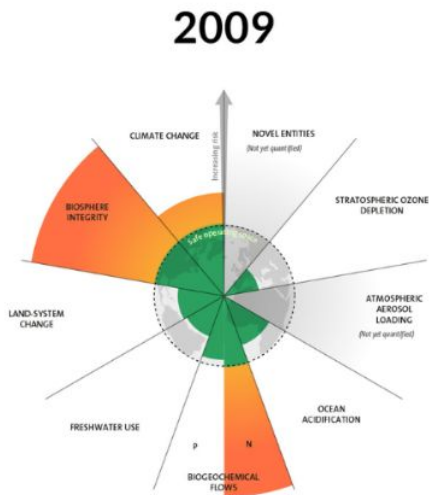 2009
CLIMATE CHANGE
Increasing risk
NOVEL ENTITIES
(Not yet quantified)
BIOSPHERE
INTEGRITY
STRATOSPHERIC OZONE
DEPLETION
Safe operating space
LAND-SYSTEM
CHANGE
ATMOSPHERIC
AEROSOL
LOADING
(Not yet quantified)
FRESHWATER USE
OCEAN
ACIDIFICATION
P
N
BIOGEOCHEMICAL
FLOWS